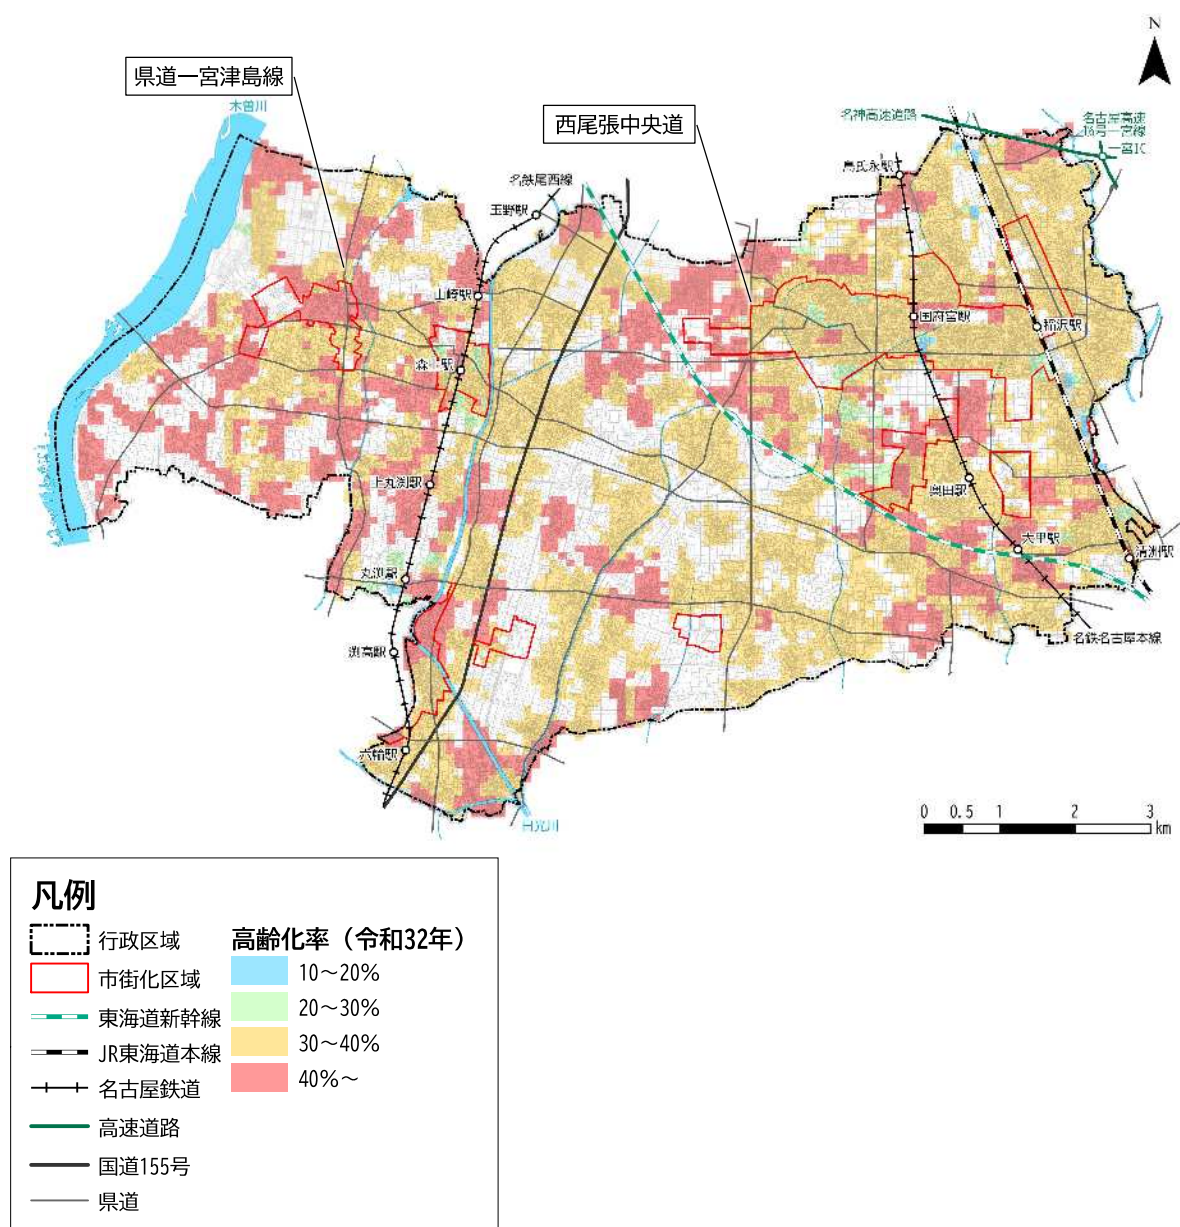 N
県道一宮津島線
木曽川
西尾張中央道
名神高速道路
名古屋高速
16号一宮線
一宮IC
島氏永駅
名鉄尾西線
玉野駅
山崎駅
国府宮駅
稲沢駅
森上駅
上丸渕駅
奥田駅
大里駅
清洲駅
丸渕駅
渕高駅
名鉄名古屋本線
六輪駅
日光川
0 0.5 1 2 3
km
凡例
行政区域
市街化区域
東海道新幹線
JR東海道本線
名古屋鉄道
高速道路
国道155号
県道
高齢化率（令和32年）
10～20%
20～30%
30～40%
40%～